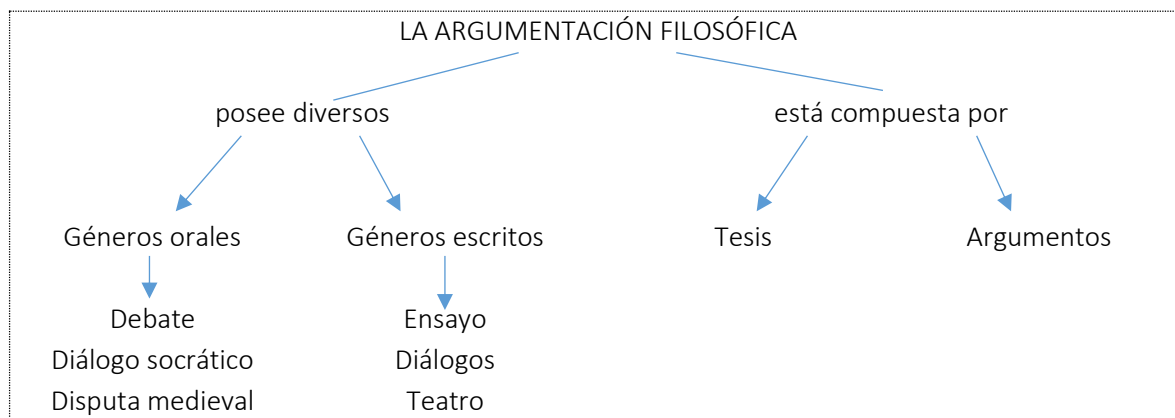 LA ARGUMENTACIÓN FILOSÓFICA
posee diversos
está compuesta por
Géneros orales
Géneros escritos
Tesis
Argumentos
Debate
Ensayo
Diálogo socrático
Diálogos
Disputa medieval
Teatro